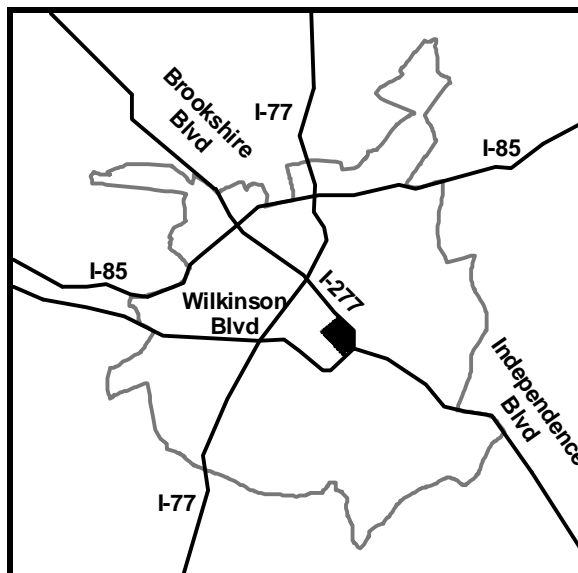 Brookshire
Blvd
I-77
I-85
I-85
I-277
Wilkinson
Blvd
Independence
Blvd
I-77